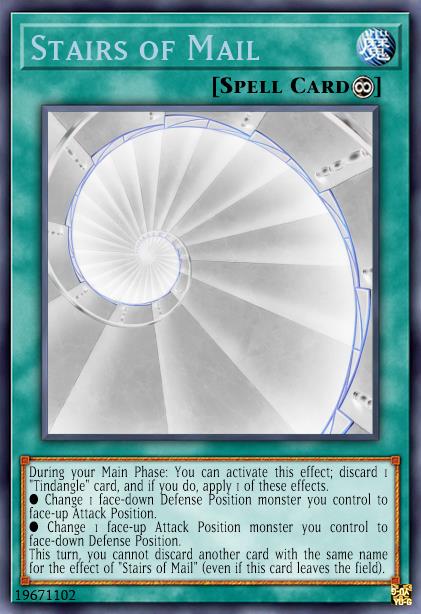 STAIRS OF MAIL
魔
[SPELL CARD]
During your Main Phase: You can activate this effect; discard 1
"Tindangle" card, and if you do, apply 1 of these effects.
● Change 1 face-down Defense Position monster you control to
face-up Attack Position.
● Change 1 face-up Attack Position monster you control to
face-down Defense Position.
This turn, you cannot discard another card with the same name
for the effect of "Stairs of Mail" (even if this card leaves the field).
19671102